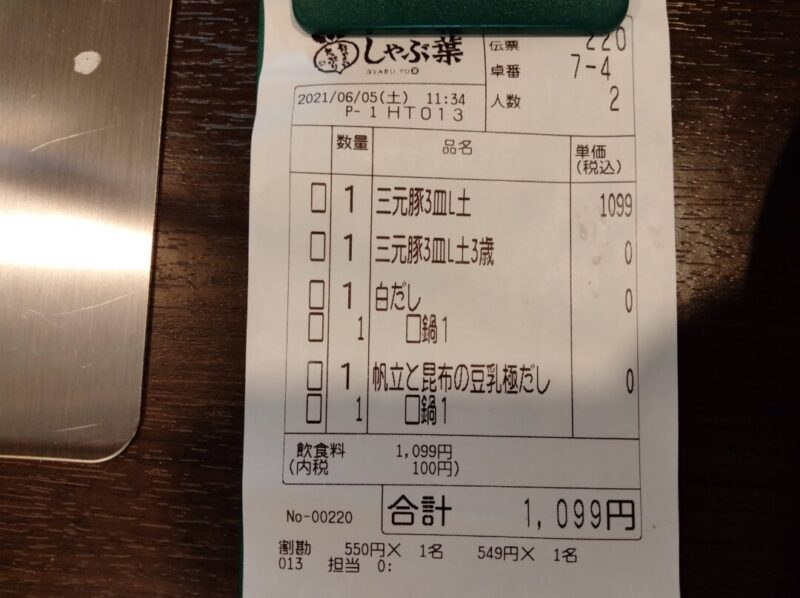 しゃぶ葉
SYABU YO
伝票 220
卓番 7-4
人数 2
2021/06/05(土) 11:34
P- 1 HT013
数量 品名 単価(税込)
□ 1 三元豚3皿L土 1099
□ 1 三元豚3皿L土3歳 0
□ 1 白だし 0
□ 1 □鍋1
□ 1 帆立と昆布の豆乳極だし 0
□ 1 □鍋1
飲食料 1,099円
(内税 100円)
No-00220 合計 1,099円
割勘 550円× 1名 549円× 1名
013 担当 0: